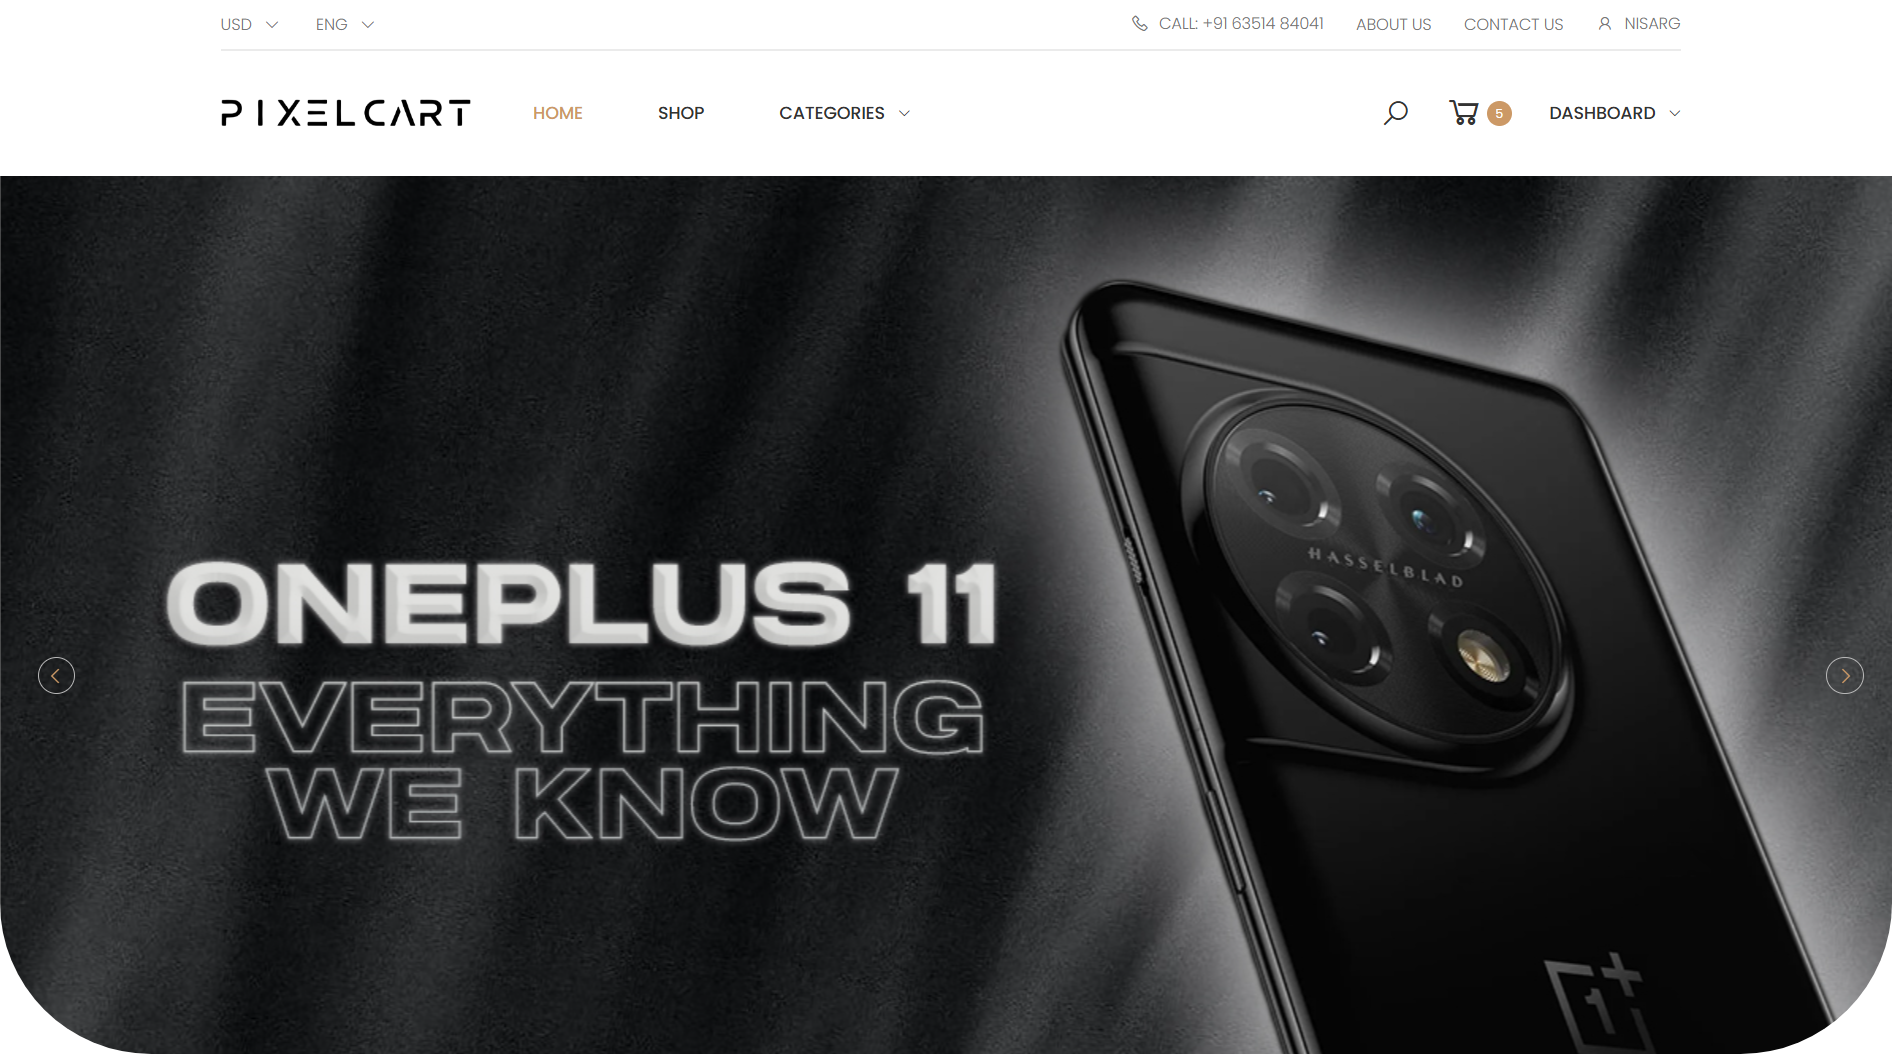 USD ENG CALL: +91 63514 84041 ABOUT US CONTACT US NISARG
PIXELCART HOME SHOP CATEGORIES 5 DASHBOARD
ONEPLUS 11
EVERYTHING
WE KNOW
HASSELBLAD
1+